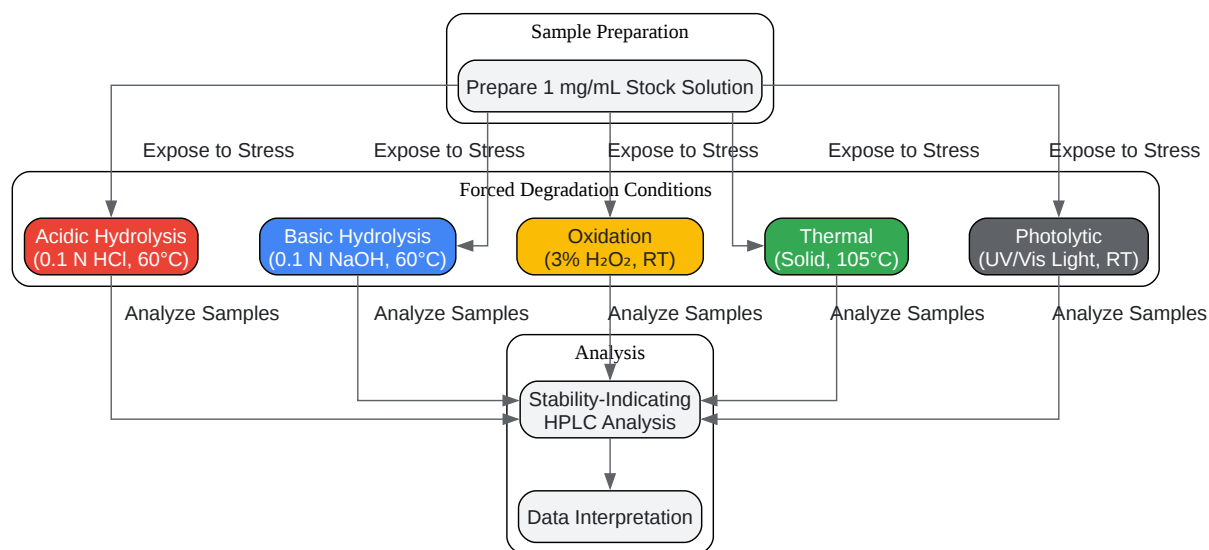 Sample Preparation
Prepare 1 mg/mL Stock Solution
Expose to Stress
Expose to Stress
Expose to Stress
Expose to Stress
Expose to Stress
Forced Degradation Conditions
Acidic Hydrolysis
(0.1 N HCl, 60°C)
Basic Hydrolysis
(0.1 N NaOH, 60°C)
Oxidation
(3% H₂O₂, RT)
Thermal
(Solid, 105°C)
Photolytic
(UV/Vis Light, RT)
Analyze Samples
Analyze Samples
Analyze Samples
Analyze Samples
Analyze Samples
Analysis
Stability-Indicating
HPLC Analysis
Data Interpretation